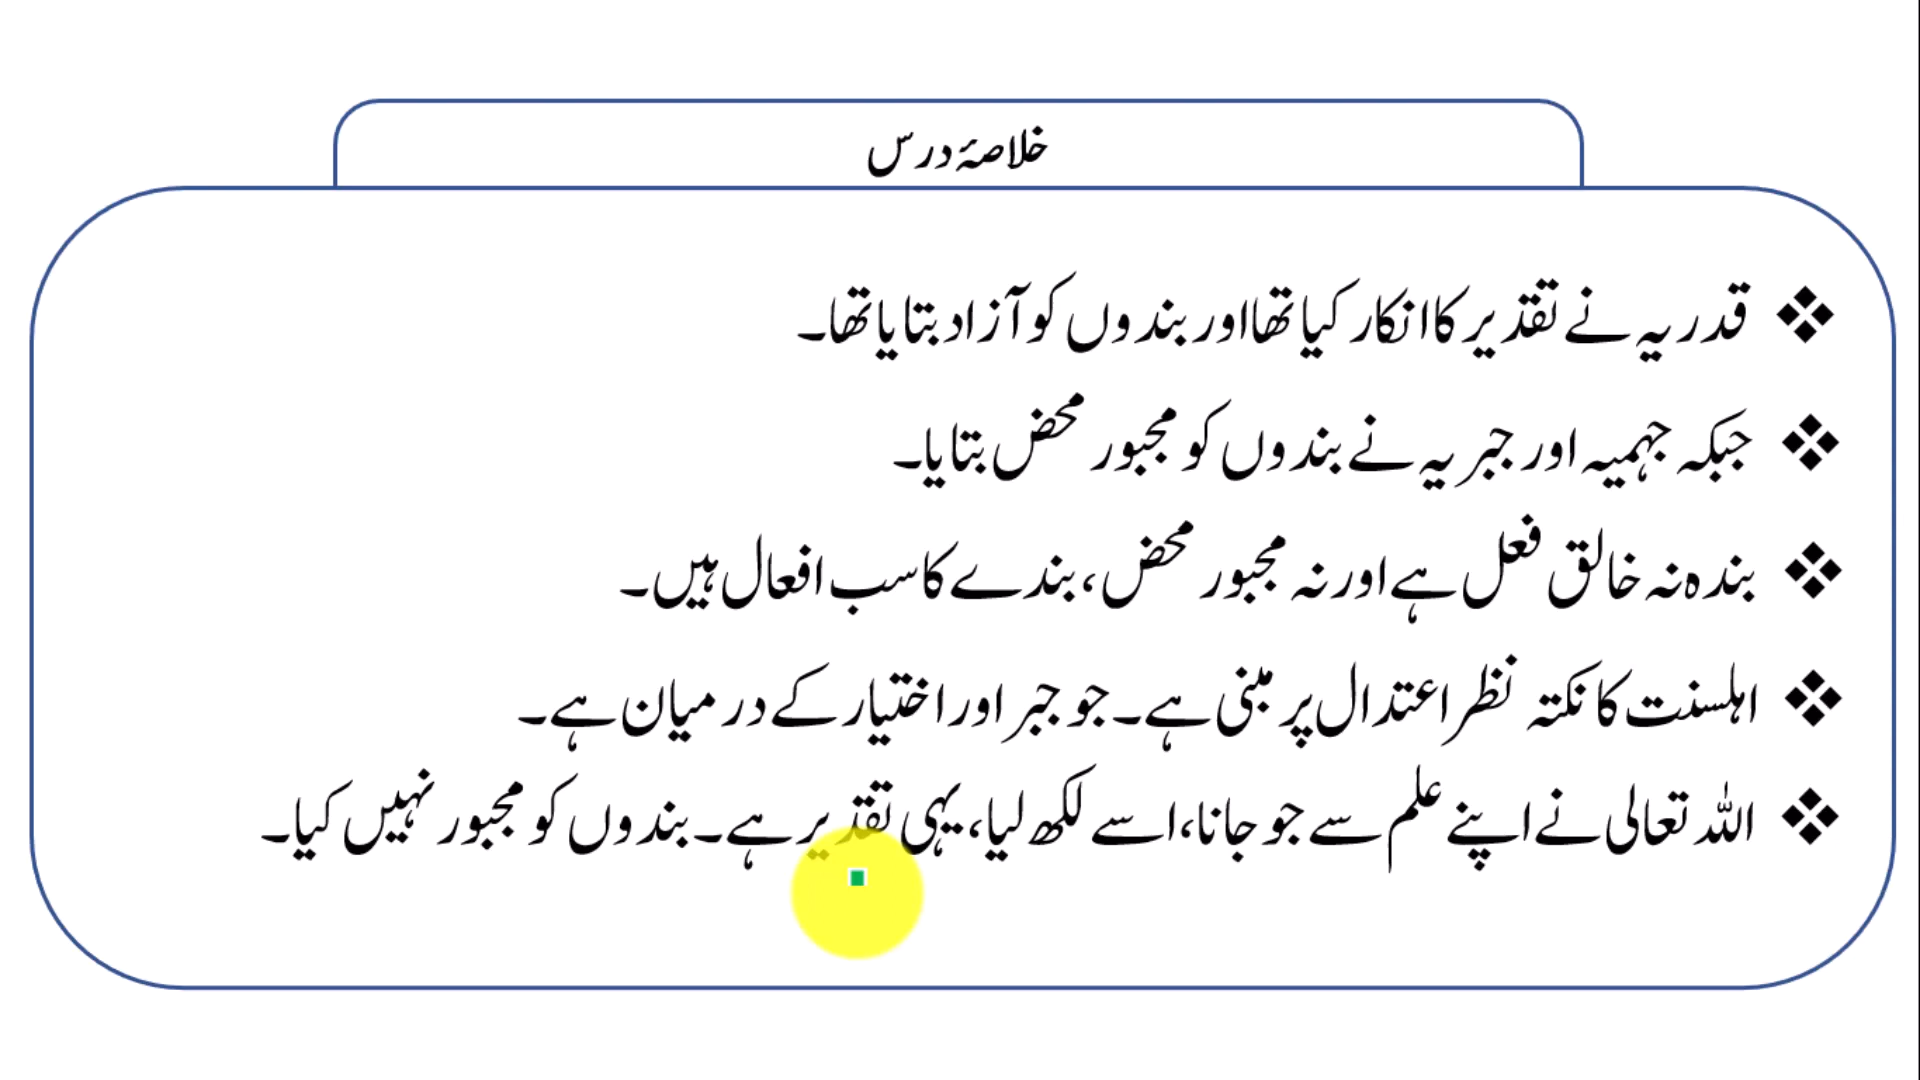 خلاصۂ درس
❖ قدریہ نے تقدیر کا انکار کیا تھا اور بندوں کو آزاد بتایا تھا۔
❖ جبکہ جہمیہ اور جبریہ نے بندوں کو مجبور محض بتایا۔
❖ بندہ نہ خالق فعل ہے اور نہ مجبور محض، بندے کاسب افعال ہیں۔
❖ اہلسنت کا نکتہ نظر اعتدال پر مبنی ہے۔ جو جبر اور اختیار کے درمیان ہے۔
❖ اللہ تعالی نے اپنے علم سے جو جانا، اسے لکھ لیا، یہی تقدیر ہے۔ بندوں کو مجبور نہیں کیا۔